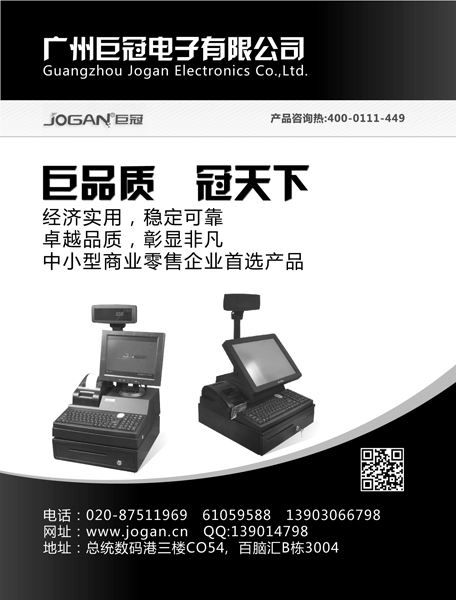 广州巨冠电子有限公司
Guangzhou Jogan Electronics Co.,Ltd.
JOGAN®巨冠
产品咨询热:400-0111-449
巨品质 冠天下
经济实用，稳定可靠
卓越品质，彰显非凡
中小型商业零售企业首选产品
电话：020-87511969 61059588 13903066798
网址：www.jogan.cn QQ:139014798
地址：总统数码港三楼CO54, 百脑汇B栋3004